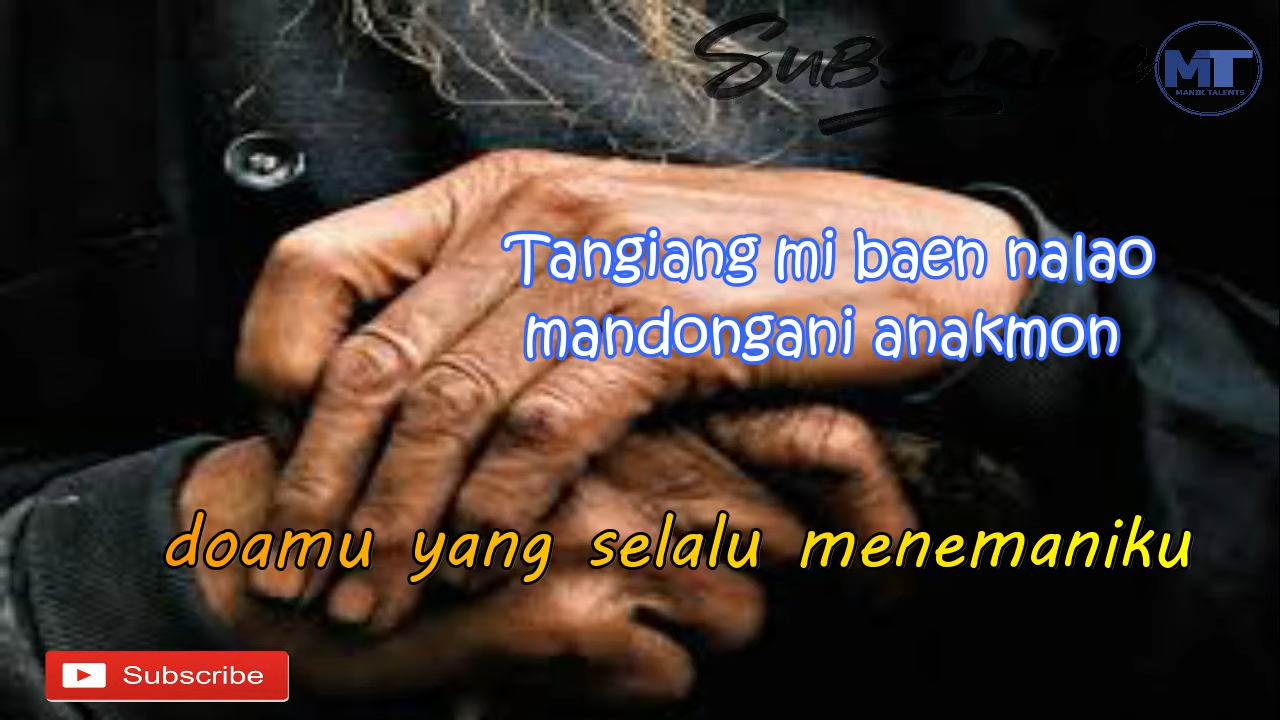 SUBSCRIBE
MT
MANIK TALENTS
Tangiang mi baen nalao
mandongani anakmon
doamu yang selalu menemaniku
Subscribe